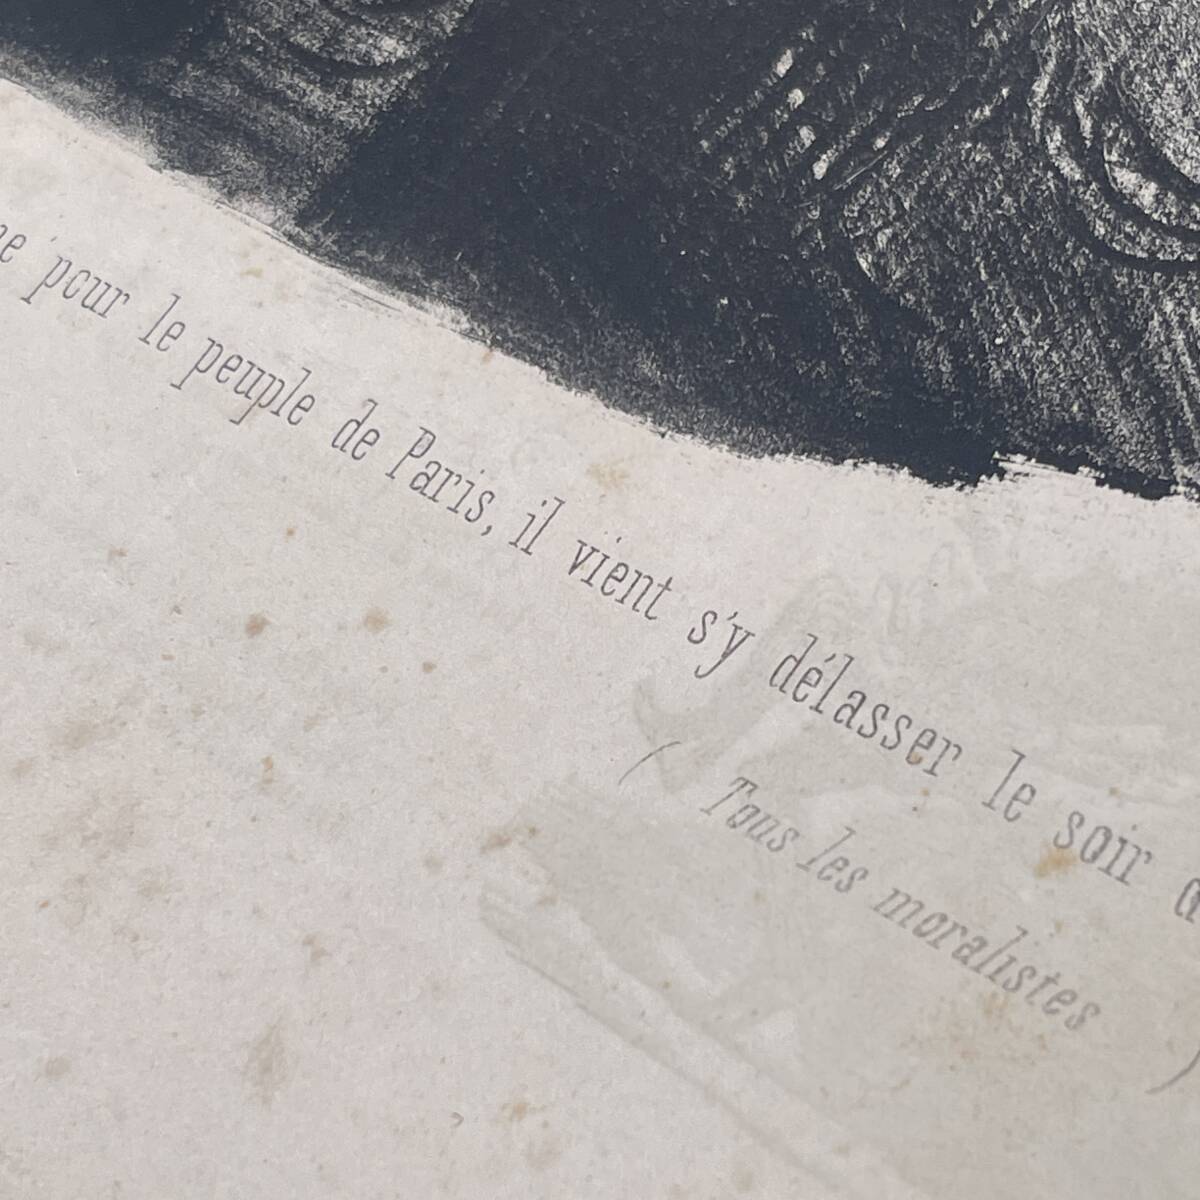 pour le peuple de Paris, il vient s'y délasser le soir
( Tous les moralistes )